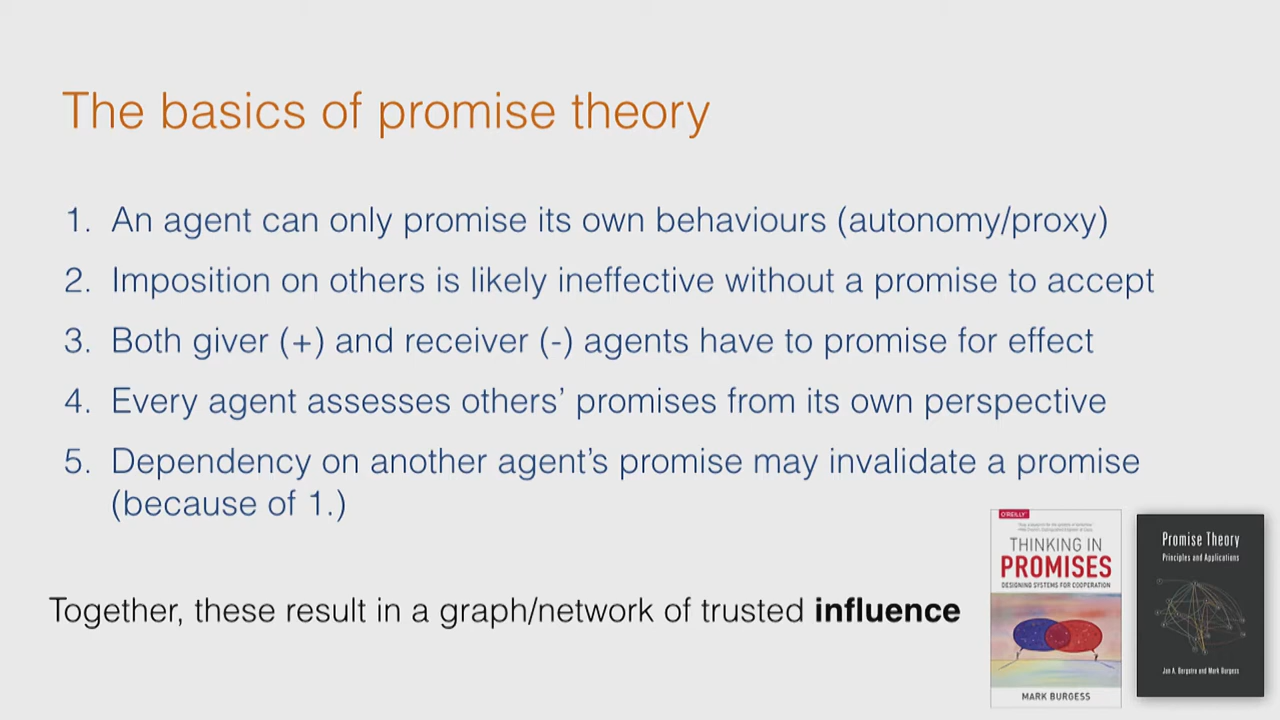 The basics of promise theory
1. An agent can only promise its own behaviours (autonomy/proxy)
2. Imposition on others is likely ineffective without a promise to accept
3. Both giver (+) and receiver (-) agents have to promise for effect
4. Every agent assesses others’ promises from its own perspective
5. Dependency on another agent’s promise may invalidate a promise
(because of 1.)
Together, these result in a graph/network of trusted influence
O'REILLY
THINKING IN
PROMISES
DESIGNING SYSTEMS FOR COOPERATION
MARK BURGESS
Promise Theory
Principles and Applications
Jan A. Bergstra and Mark Burgess